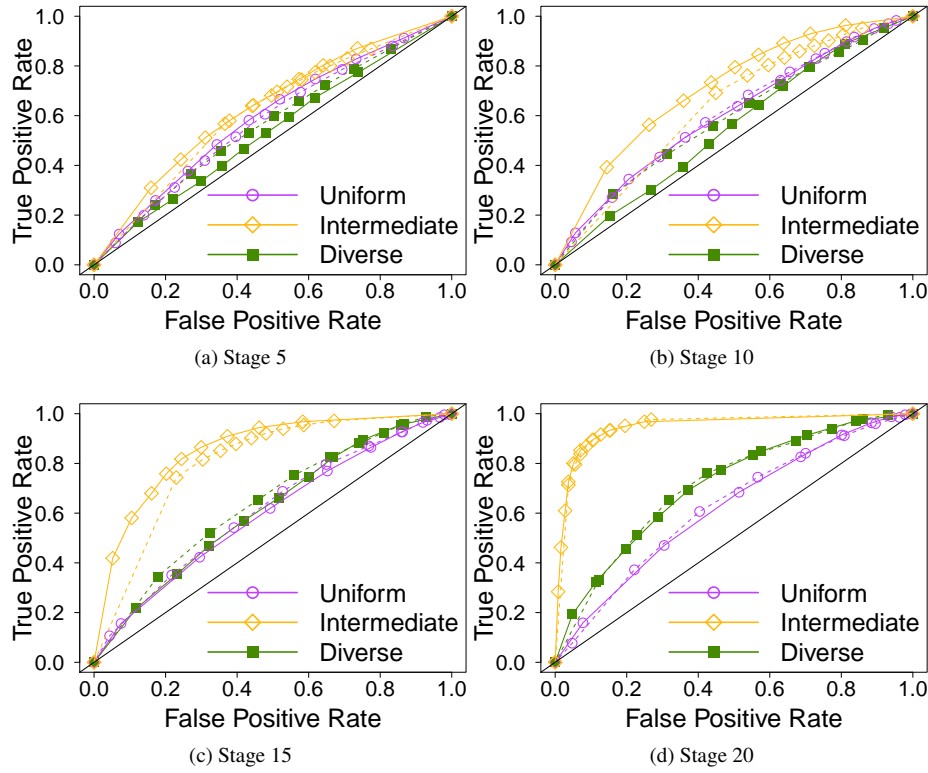 True Positive Rate
1.0
0.8
0.6
0.4
0.2
0.0
Uniform
Intermediate
Diverse
0.0 0.2 0.4 0.6 0.8 1.0
False Positive Rate
(a) Stage 5
True Positive Rate
1.0
0.8
0.6
0.4
0.2
0.0
Uniform
Intermediate
Diverse
0.0 0.2 0.4 0.6 0.8 1.0
False Positive Rate
(b) Stage 10
True Positive Rate
1.0
0.8
0.6
0.4
0.2
0.0
Uniform
Intermediate
Diverse
0.0 0.2 0.4 0.6 0.8 1.0
False Positive Rate
(c) Stage 15
True Positive Rate
1.0
0.8
0.6
0.4
0.2
0.0
Uniform
Intermediate
Diverse
0.0 0.2 0.4 0.6 0.8 1.0
False Positive Rate
(d) Stage 20